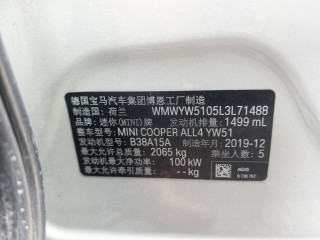 德国宝马汽车集团博恩工厂制造
制造国：荷兰 WMWYW5105L3L71488
品牌：迷你(MINI)牌 发动机排量：1499 mL
整车型号：MINI COOPER ALL4 YW51
发动机型号：B38A15A 制造年月：2019-12
最大允许总质量：2065 kg 乘坐人数：5
发动机最大净功率：100 kW
最大允许牵引质量：--kg